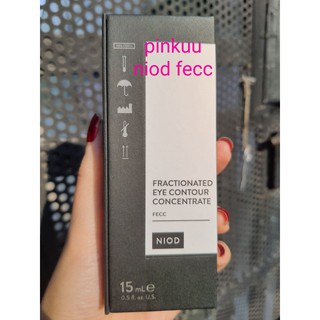 pinkuu
niod fecc
FRACTIONATED
EYE CONTOUR
CONCENTRATE
FECC
NIOD
15 mL e
0.5 fl. oz. U.S.